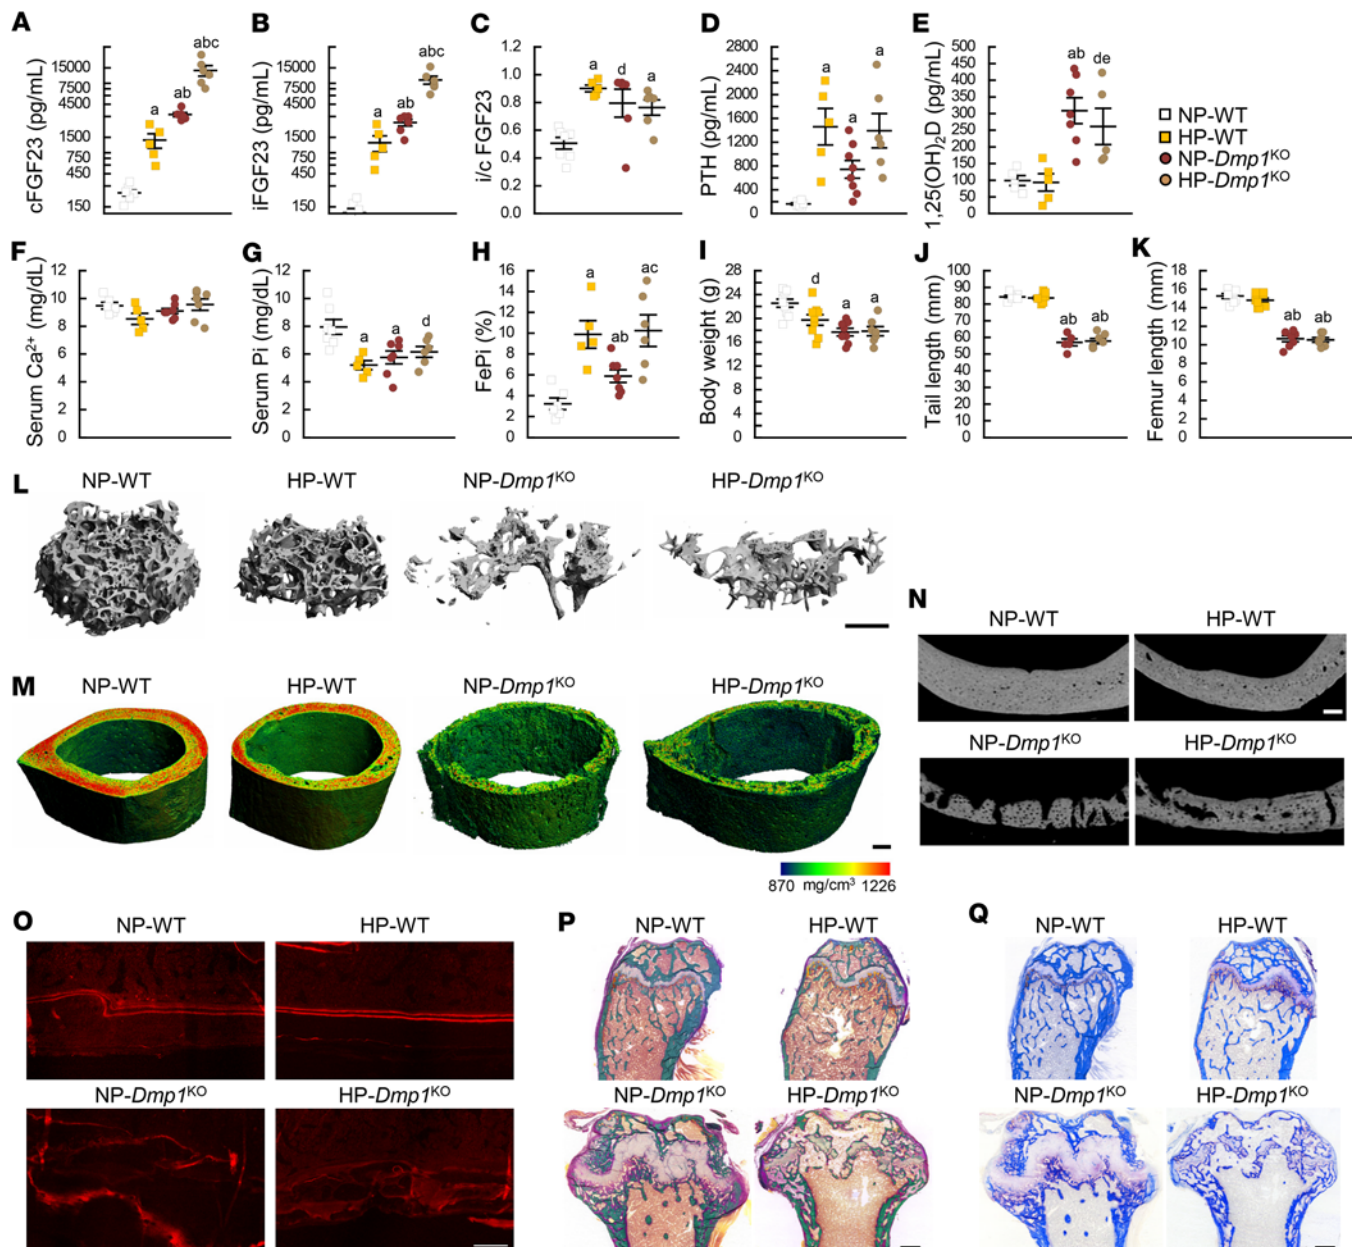 A
cFGF23 (pg/mL)
15000
7500
4500
1500
750
450
150
a
ab
abc
B
iFGF23 (pg/mL)
15000
7500
4500
1500
750
450
150
a
ab
abc
C
i/c FGF23
1.2
1.0
0.8
0.6
0.4
0.2
0.0
a
d
a
D
PTH (pg/mL)
2800
2400
2000
1600
1200
800
400
0
a
a
a
E
1,25(OH)₂D (pg/mL)
500
450
400
350
300
250
200
150
100
50
0
ab
de
NP-WT
HP-WT
NP-Dmp1ᴷᴼ
HP-Dmp1ᴷᴼ
F
Serum Ca²⁺ (mg/dL)
12
10
8
6
4
2
0
G
Serum Pi (mg/dL)
12
10
8
6
4
2
0
a
a
d
H
FePi (%)
16
14
12
10
8
6
4
2
0
a
ab
ac
I
Body weight (g)
28
24
22
20
18
16
14
12
10
8
6
4
2
0
d
a
a
J
Tail length (mm)
100
90
80
70
60
50
40
30
20
10
0
ab
ab
K
Femur length (mm)
18
16
14
12
10
8
6
4
2
0
ab
ab
L
NP-WT
HP-WT
NP-Dmp1ᴷᴼ
HP-Dmp1ᴷᴼ
M
NP-WT
HP-WT
NP-Dmp1ᴷᴼ
HP-Dmp1ᴷᴼ
870 mg/cm³ 1226
N
NP-WT
HP-WT
NP-Dmp1ᴷᴼ
HP-Dmp1ᴷᴼ
O
NP-WT
HP-WT
NP-Dmp1ᴷᴼ
HP-Dmp1ᴷᴼ
P
NP-WT
HP-WT
NP-Dmp1ᴷᴼ
HP-Dmp1ᴷᴼ
Q
NP-WT
HP-WT
NP-Dmp1ᴷᴼ
HP-Dmp1ᴷᴼ